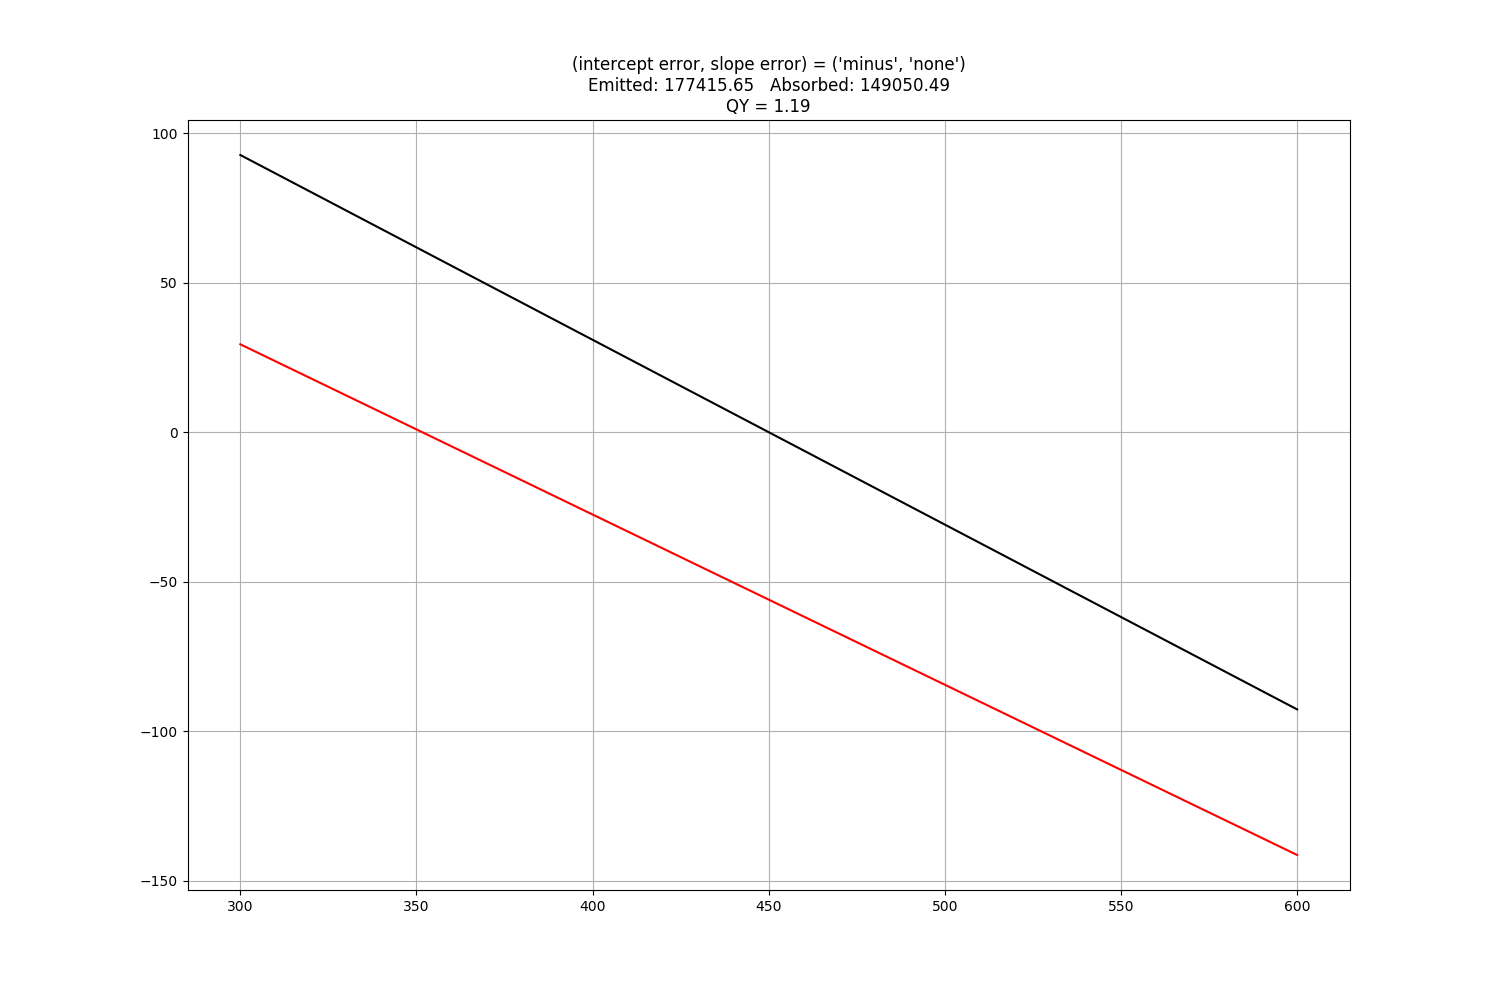 (intercept error, slope error) = ('minus', 'none')
Emitted: 177415.65   Absorbed: 149050.49
QY = 1.19
100
50
0
−50
−100
−150
300 350 400 450 500 550 600